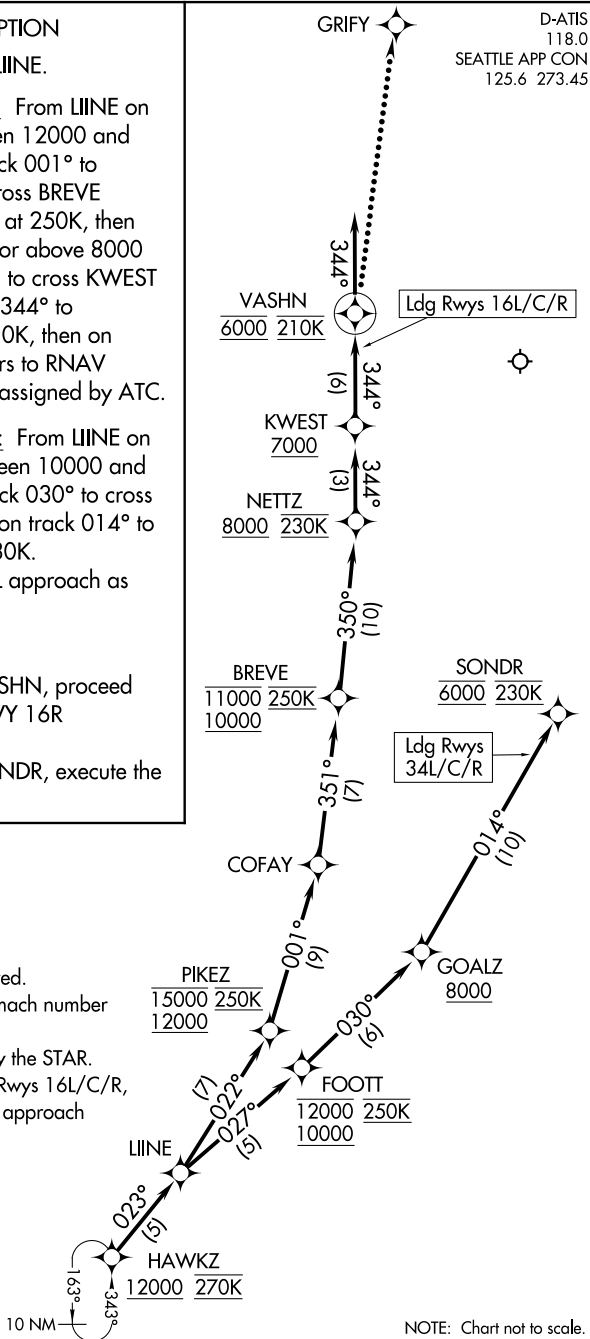 PTION
LIINE.
From LIINE on
en 12000 and
ck 001° to
ross BREVE
at 250K, then
or above 8000
to cross KWEST
344° to
0K, then on
rs to RNAV
assigned by ATC.
From LIINE on
een 10000 and
ck 030° to cross
on track 014° to
30K.
L approach as
SHN, proceed
VY 16R
NDR, execute the
ed.
mach number
y the STAR.
Rwys 16L/C/R,
approach
D-ATIS
118.0
SEATTLE APP CON
125.6 273.45
GRIFY
344°
VASHN
6000 210K
Ldg Rwys 16L/C/R
344°
(6)
KWEST
7000
344°
(3)
NETTZ
8000 230K
350°
(10)
BREVE
11000 250K
10000
SONDR
6000 230K
Ldg Rwys
34L/C/R
351°
(7)
014°
(10)
COFAY
001°
(9)
GOALZ
8000
PIKEZ
15000 250K
12000
030°
(6)
FOOTT
12000 250K
10000
022°
(7)
027°
(5)
LIINE
023°
(5)
HAWKZ
12000 270K
163°
343°
10 NM
NOTE: Chart not to scale.